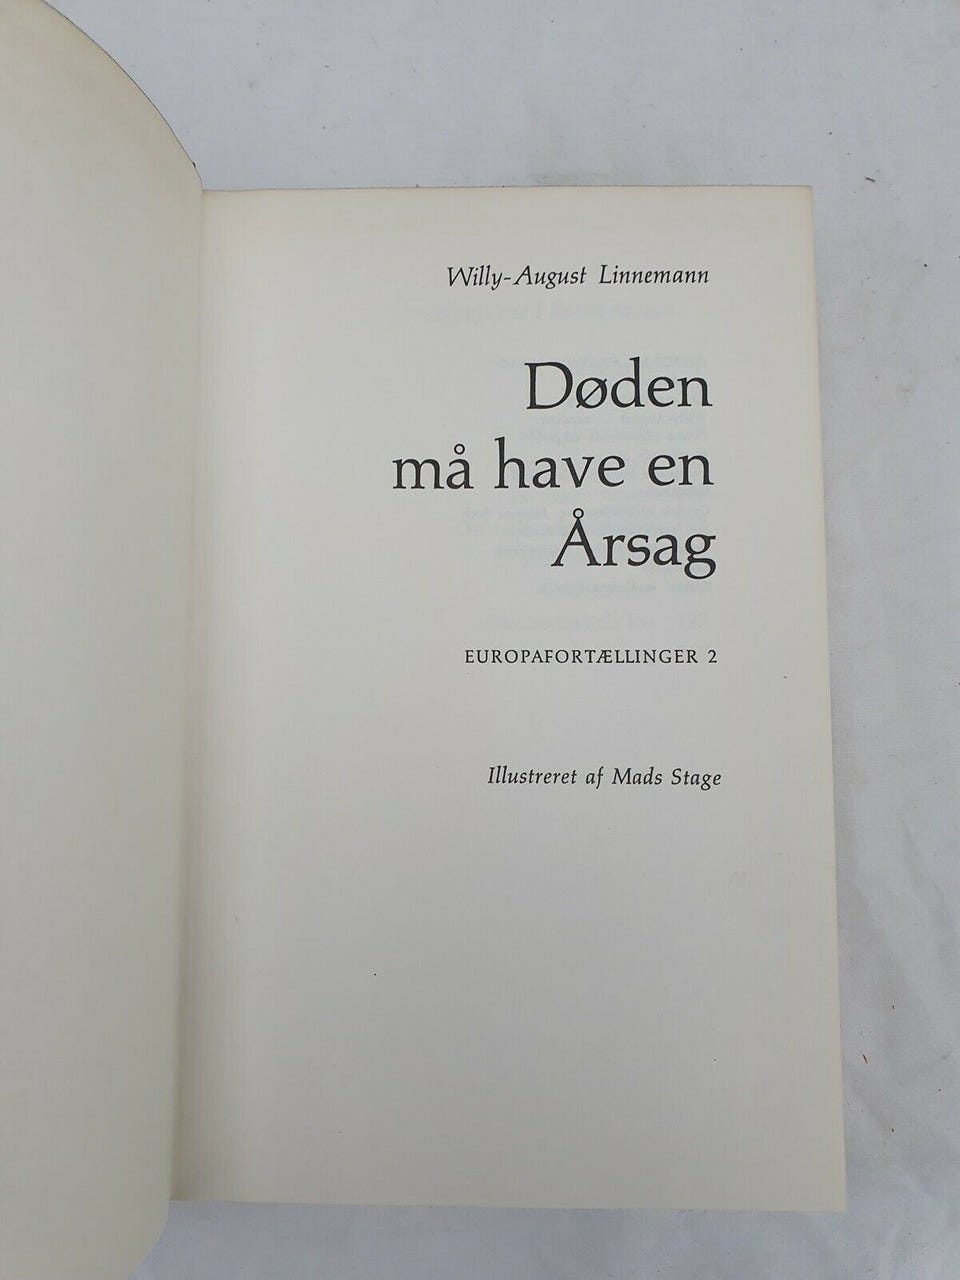 Willy-August Linnemann
Døden
må have en
Årsag
EUROPAFORTÆLLINGER 2
Illustreret af Mads Stage